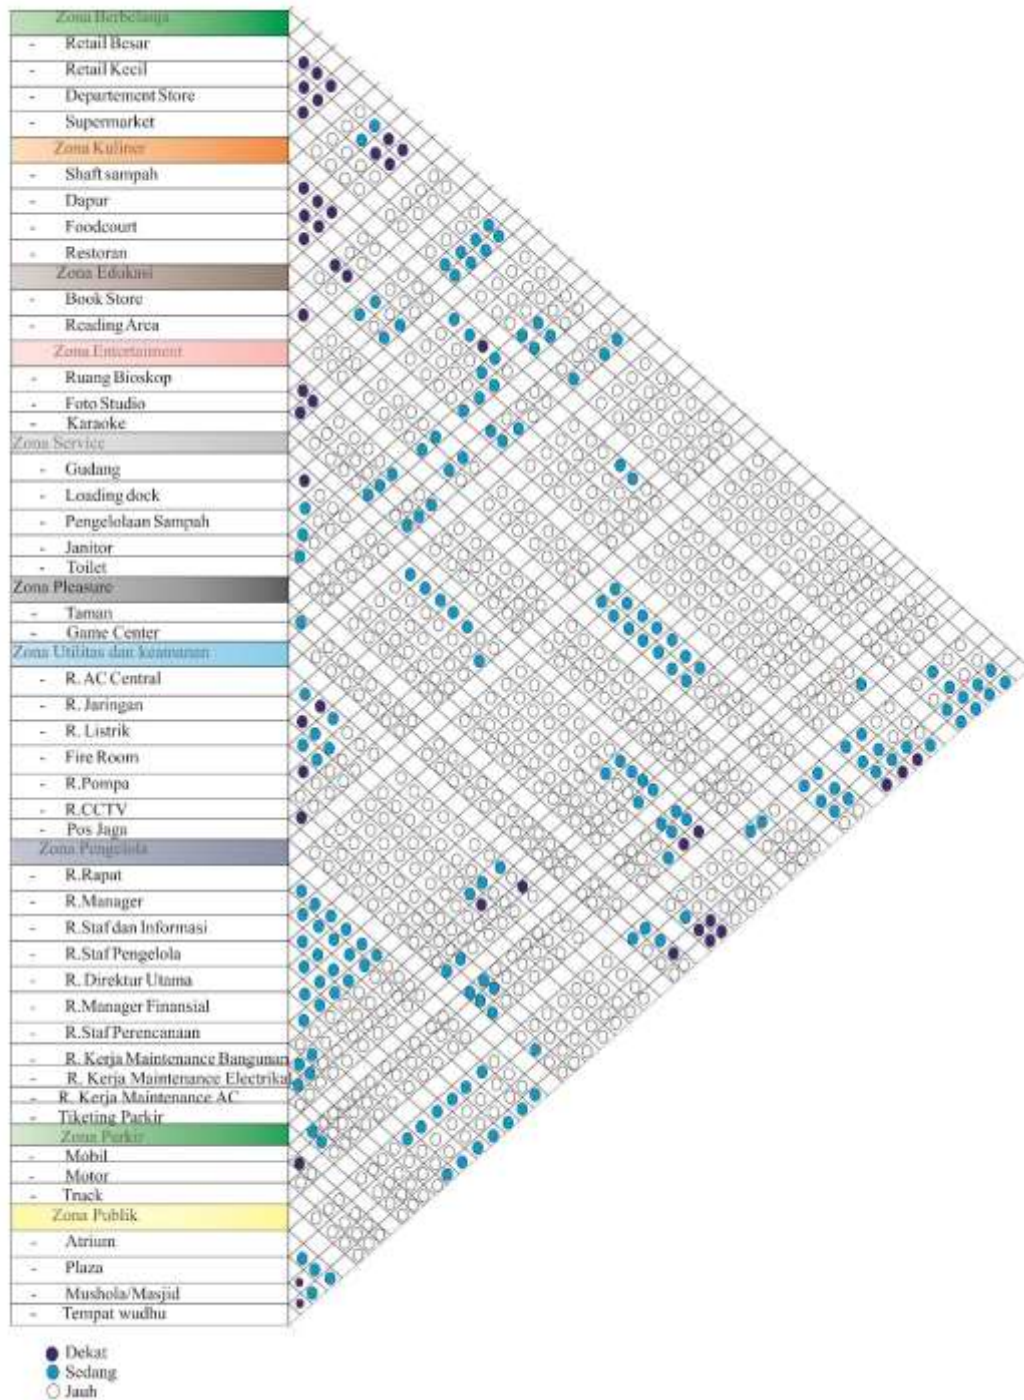 Zona Berbelanja
- Retail Besar
- Retail Kecil
- Departement Store
- Supermarket
Zona Kuliner
- Shaft sampah
- Dapur
- Foodcourt
- Restoran
Zona Edukasi
- Book Store
- Reading Area
Zona Entertaiment
- Ruang Bioskop
- Foto Studio
- Karaoke
Zona Service
- Gudang
- Loading dock
- Pengelolaan Sampah
- Janitor
- Toilet
Zona Pleasure
- Taman
- Game Center
Zona Utilitas dan keamanan
- R. AC Central
- R. Jaringan
- R. Listrik
- Fire Room
- R.Pompa
- R.CCTV
- Pos Jaga
Zona Pengelola
- R.Rapat
- R.Manager
- R.Staf dan Informasi
- R.Staf Pengelola
- R. Direktur Utama
- R.Manager Finansial
- R.Staf Perencanaan
- R. Kerja Maintenance Bangunan
- R. Kerja Maintenance Electrikal
- R. Kerja Maintenance AC
- Tiketing Parkir
Zona Parkir
- Mobil
- Motor
- Truck
Zona Publik
- Atrium
- Plaza
- Mushola/Masjid
- Tempat wudhu
Dekat
Sedang
Jauh